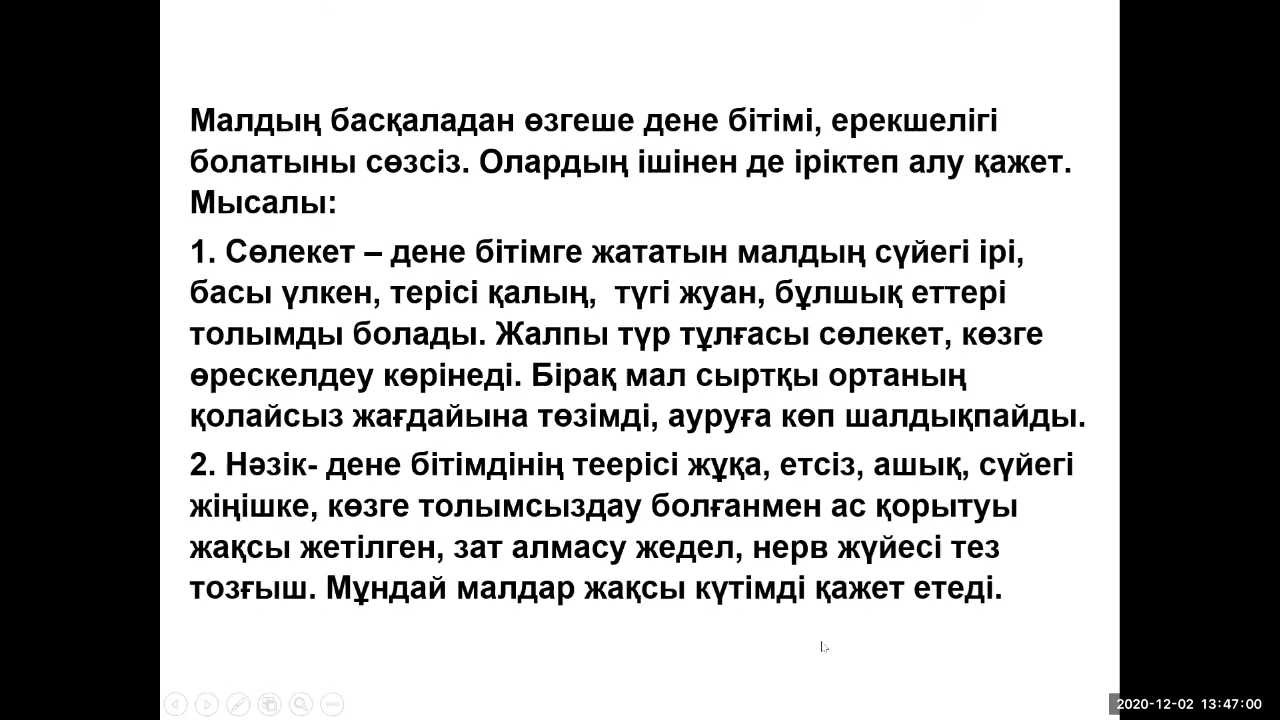 Малдың басқаладан өзгеше дене бітімі, ерекшелігі
болатыны сөзсіз. Олардың ішінен де іріктеп алу қажет.
Мысалы:
1. Сөлекет – дене бітімге жататын малдың сүйегі ірі,
басы үлкен, терісі қалың,  түгі жуан, бұлшық еттері
толымды болады. Жалпы түр тұлғасы сөлекет, көзге
өрескелдеу көрінеді. Бірақ мал сыртқы ортаның
қолайсыз жағдайына төзімді, ауруға көп шалдықпайды.
2. Нәзік- дене бітімдінің теерісі жұқа, етсіз, ашық, сүйегі
жіңішке, көзге толымсыздау болғанмен ас қорытуы
жақсы жетілген, зат алмасу жедел, нерв жүйесі тез
тозғыш. Мұндай малдар жақсы күтімді қажет етеді.
2020-12-02 13:47:00